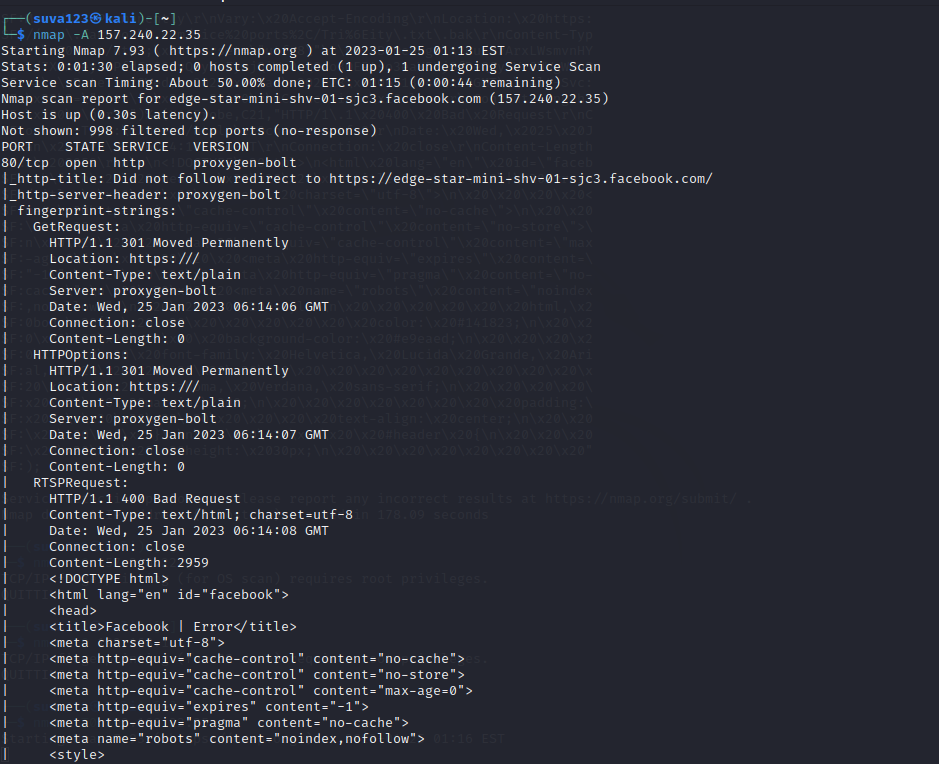 ┌──(suva123㉿kali)-[~]
└─$ nmap -A 157.240.22.35
Starting Nmap 7.93 ( https://nmap.org ) at 2023-01-25 01:13 EST
Stats: 0:01:30 elapsed; 0 hosts completed (1 up), 1 undergoing Service Scan
Service scan Timing: About 50.00% done; ETC: 01:15 (0:00:44 remaining)
Nmap scan report for edge-star-mini-shv-01-sjc3.facebook.com (157.240.22.35)
Host is up (0.30s latency).
Not shown: 998 filtered tcp ports (no-response)
PORT    STATE SERVICE   VERSION
80/tcp  open  http      proxygen-bolt
|_http-title: Did not follow redirect to https://edge-star-mini-shv-01-sjc3.facebook.com/
|_http-server-header: proxygen-bolt
| fingerprint-strings:
|   GetRequest:
|     HTTP/1.1 301 Moved Permanently
|     Location: https:///
|     Content-Type: text/plain
|     Server: proxygen-bolt
|     Date: Wed, 25 Jan 2023 06:14:06 GMT
|     Connection: close
|     Content-Length: 0
|   HTTPOptions:
|     HTTP/1.1 301 Moved Permanently
|     Location: https:///
|     Content-Type: text/plain
|     Server: proxygen-bolt
|     Date: Wed, 25 Jan 2023 06:14:07 GMT
|     Connection: close
|     Content-Length: 0
|   RTSPRequest:
|     HTTP/1.1 400 Bad Request
|     Content-Type: text/html; charset=utf-8
|     Date: Wed, 25 Jan 2023 06:14:08 GMT
|     Connection: close
|     Content-Length: 2959
|     <!DOCTYPE html>
|     <html lang="en" id="facebook">
|     <head>
|     <title>Facebook | Error</title>
|     <meta charset="utf-8">
|     <meta http-equiv="cache-control" content="no-cache">
|     <meta http-equiv="cache-control" content="no-store">
|     <meta http-equiv="cache-control" content="max-age=0">
|     <meta http-equiv="expires" content="-1">
|     <meta http-equiv="pragma" content="no-cache">
|     <meta name="robots" content="noindex,nofollow">
|     <style>